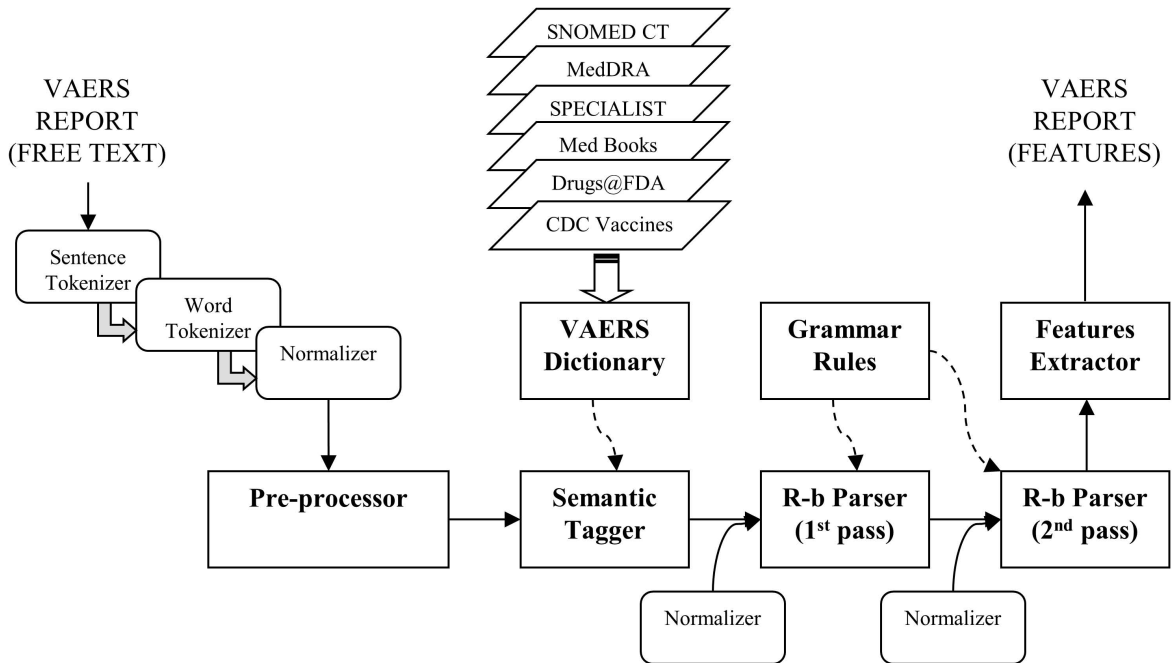 VAERS
REPORT
(FREE TEXT)
Sentence
Tokenizer
Word
Tokenizer
Normalizer
SNOMED CT
MedDRA
SPECIALIST
Med Books
Drugs@FDA
CDC Vaccines
VAERS
REPORT
(FEATURES)
VAERS
Dictionary
Grammar
Rules
Features
Extractor
Pre-processor
Semantic
Tagger
R-b Parser
(1st pass)
R-b Parser
(2nd pass)
Normalizer
Normalizer